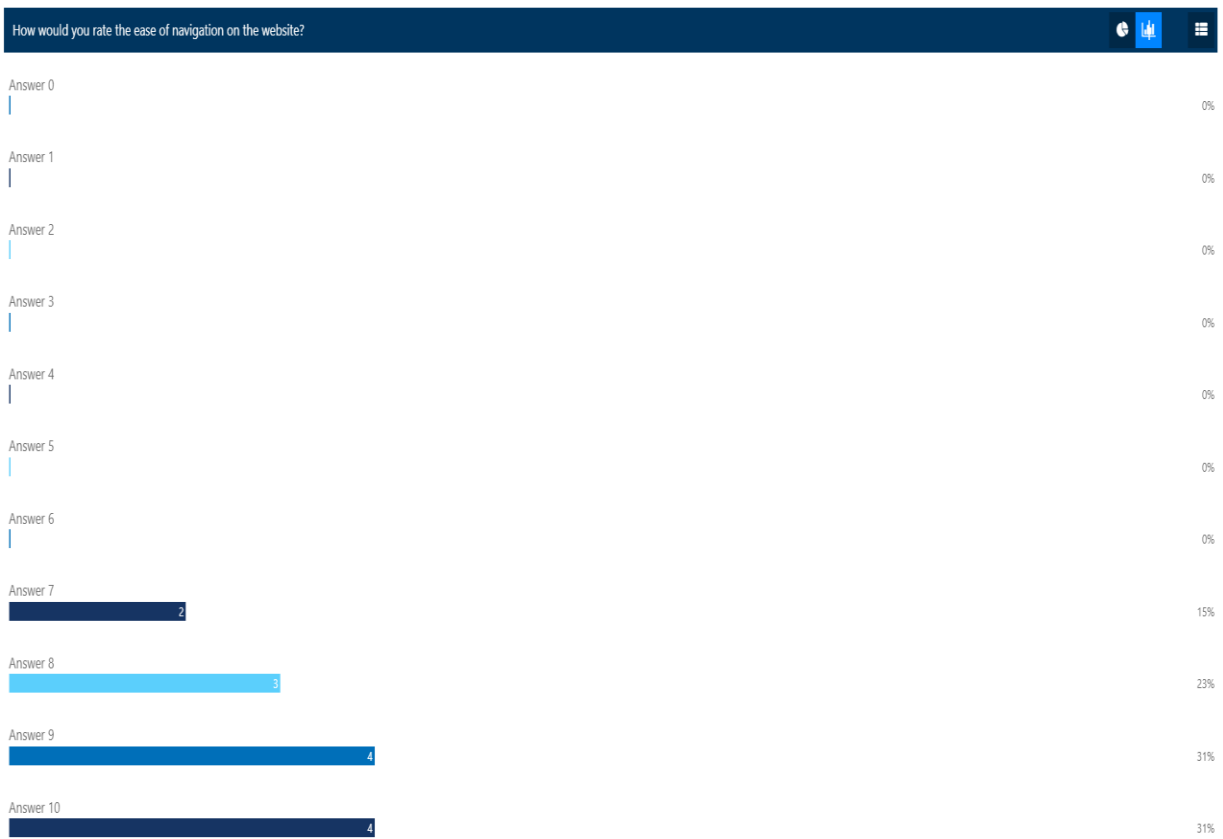 How would you rate the ease of navigation on the website?
Answer 0
0%
Answer 1
0%
Answer 2
0%
Answer 3
0%
Answer 4
0%
Answer 5
0%
Answer 6
0%
Answer 7
2
15%
Answer 8
3
23%
Answer 9
4
31%
Answer 10
4
31%